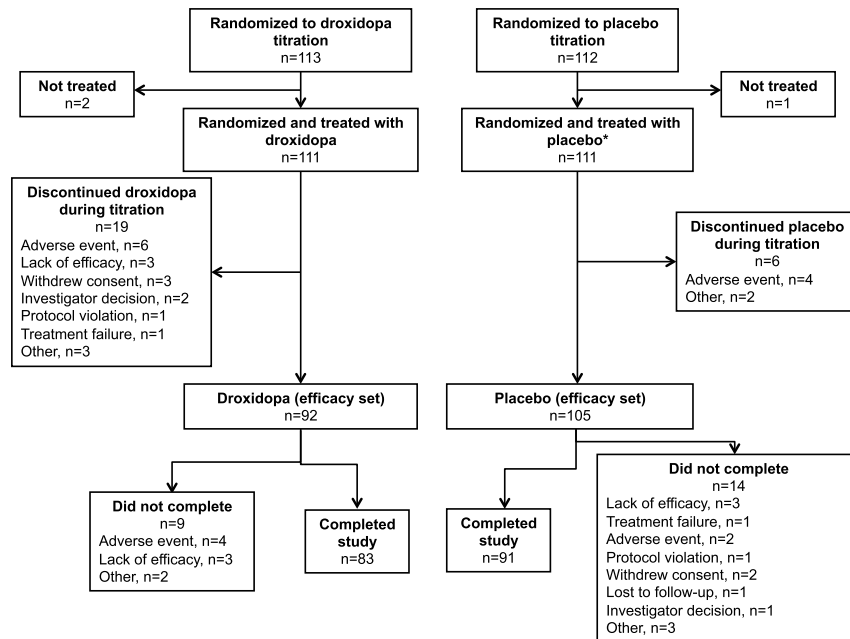 Randomized to droxidopa
titration
n=113
Randomized to placebo
titration
n=112
Not treated
n=2
Not treated
n=1
Randomized and treated with
droxidopa
n=111
Randomized and treated with
placebo*
n=111
Discontinued droxidopa
during titration
n=19
Adverse event, n=6
Lack of efficacy, n=3
Withdrew consent, n=3
Investigator decision, n=2
Protocol violation, n=1
Treatment failure, n=1
Other, n=3
Discontinued placebo
during titration
n=6
Adverse event, n=4
Other, n=2
Droxidopa (efficacy set)
n=92
Placebo (efficacy set)
n=105
Did not complete
n=9
Adverse event, n=4
Lack of efficacy, n=3
Other, n=2
Completed
study
n=83
Completed
study
n=91
Did not complete
n=14
Lack of efficacy, n=3
Treatment failure, n=1
Adverse event, n=2
Protocol violation, n=1
Withdrew consent, n=2
Lost to follow-up, n=1
Investigator decision, n=1
Other, n=3